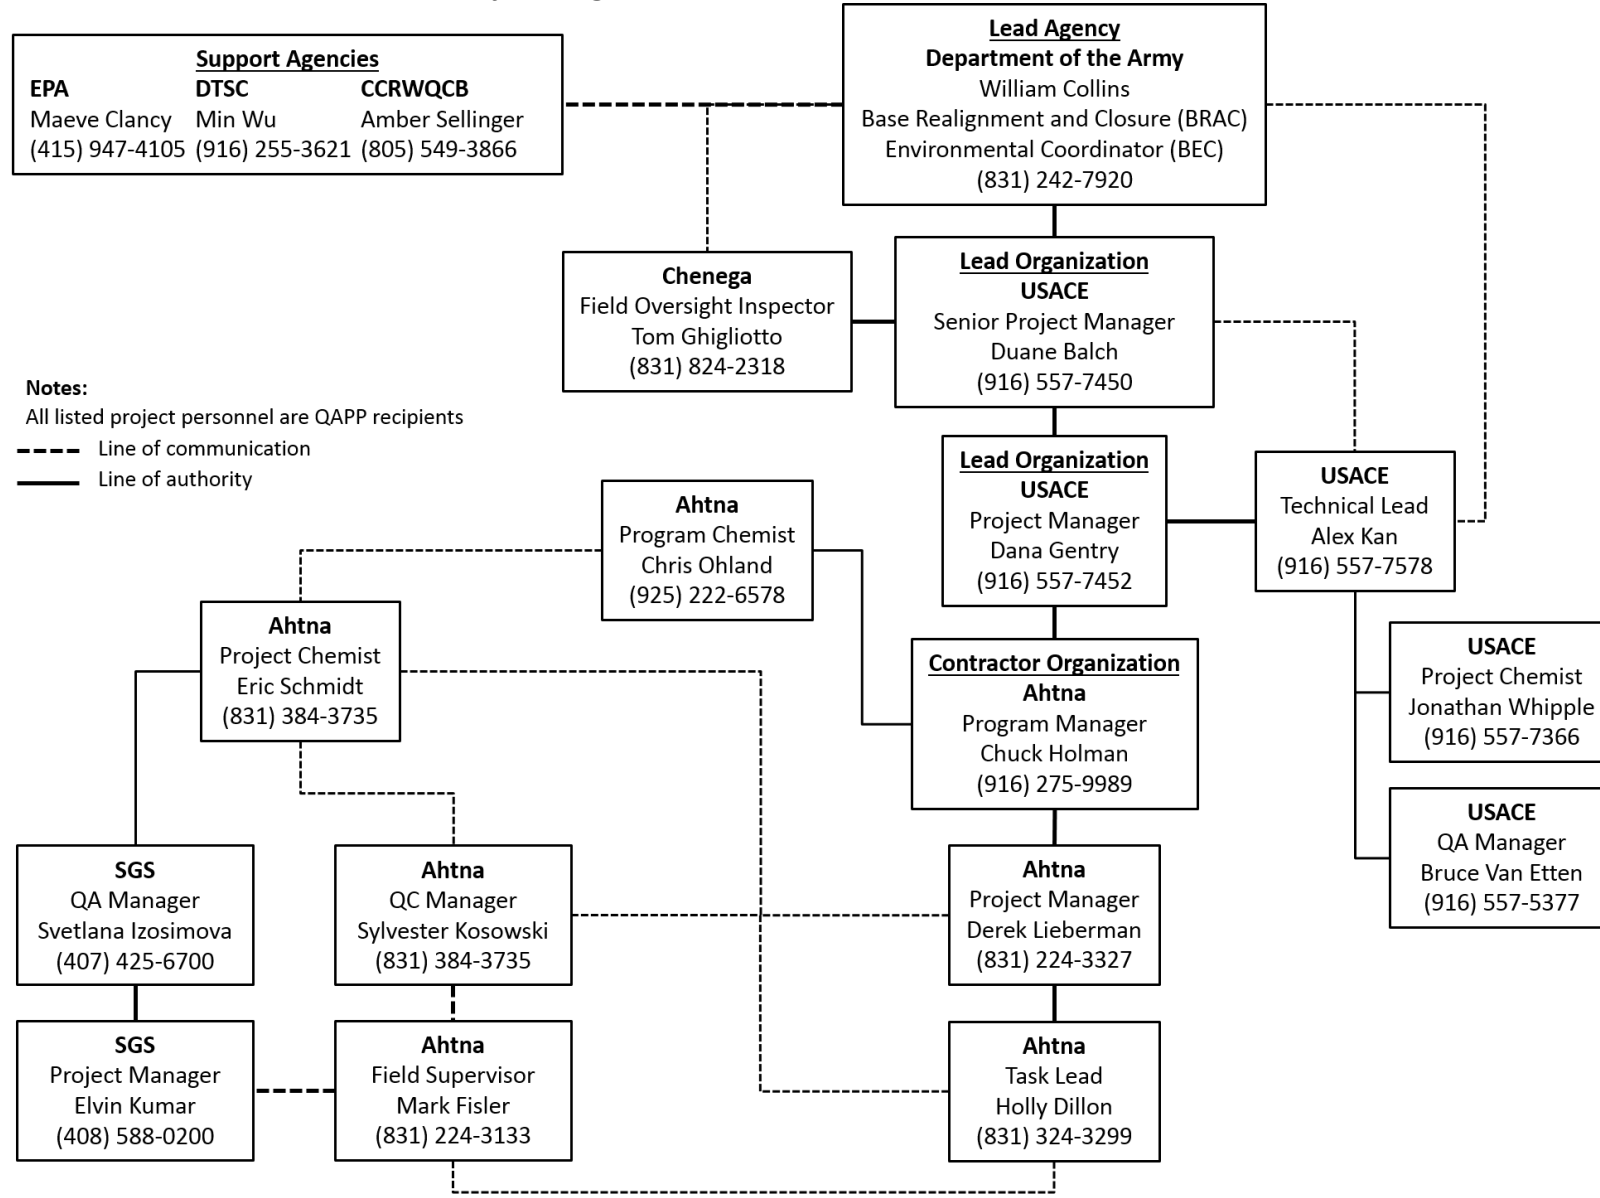 Support Agencies
EPA DTSC CCRWQCB
Maeve Clancy Min Wu Amber Sellinger
(415) 947-4105 (916) 255-3621 (805) 549-3866
Lead Agency
Department of the Army
William Collins
Base Realignment and Closure (BRAC)
Environmental Coordinator (BEC)
(831) 242-7920
Chenega
Field Oversight Inspector
Tom Ghigliotto
(831) 824-2318
Lead Organization
USACE
Senior Project Manager
Duane Balch
(916) 557-7450
Notes:
All listed project personnel are QAPP recipients
Line of communication
Line of authority
Lead Organization
USACE
Project Manager
Dana Gentry
(916) 557-7452
USACE
Technical Lead
Alex Kan
(916) 557-7578
Ahtna
Program Chemist
Chris Ohland
(925) 222-6578
Ahtna
Project Chemist
Eric Schmidt
(831) 384-3735
Contractor Organization
Ahtna
Program Manager
Chuck Holman
(916) 275-9989
USACE
Project Chemist
Jonathan Whipple
(916) 557-7366
USACE
QA Manager
Bruce Van Etten
(916) 557-5377
SGS
QA Manager
Svetlana Izosimova
(407) 425-6700
Ahtna
QC Manager
Sylvester Kosowski
(831) 384-3735
Ahtna
Project Manager
Derek Lieberman
(831) 224-3327
SGS
Project Manager
Elvin Kumar
(408) 588-0200
Ahtna
Field Supervisor
Mark Fisler
(831) 224-3133
Ahtna
Task Lead
Holly Dillon
(831) 324-3299